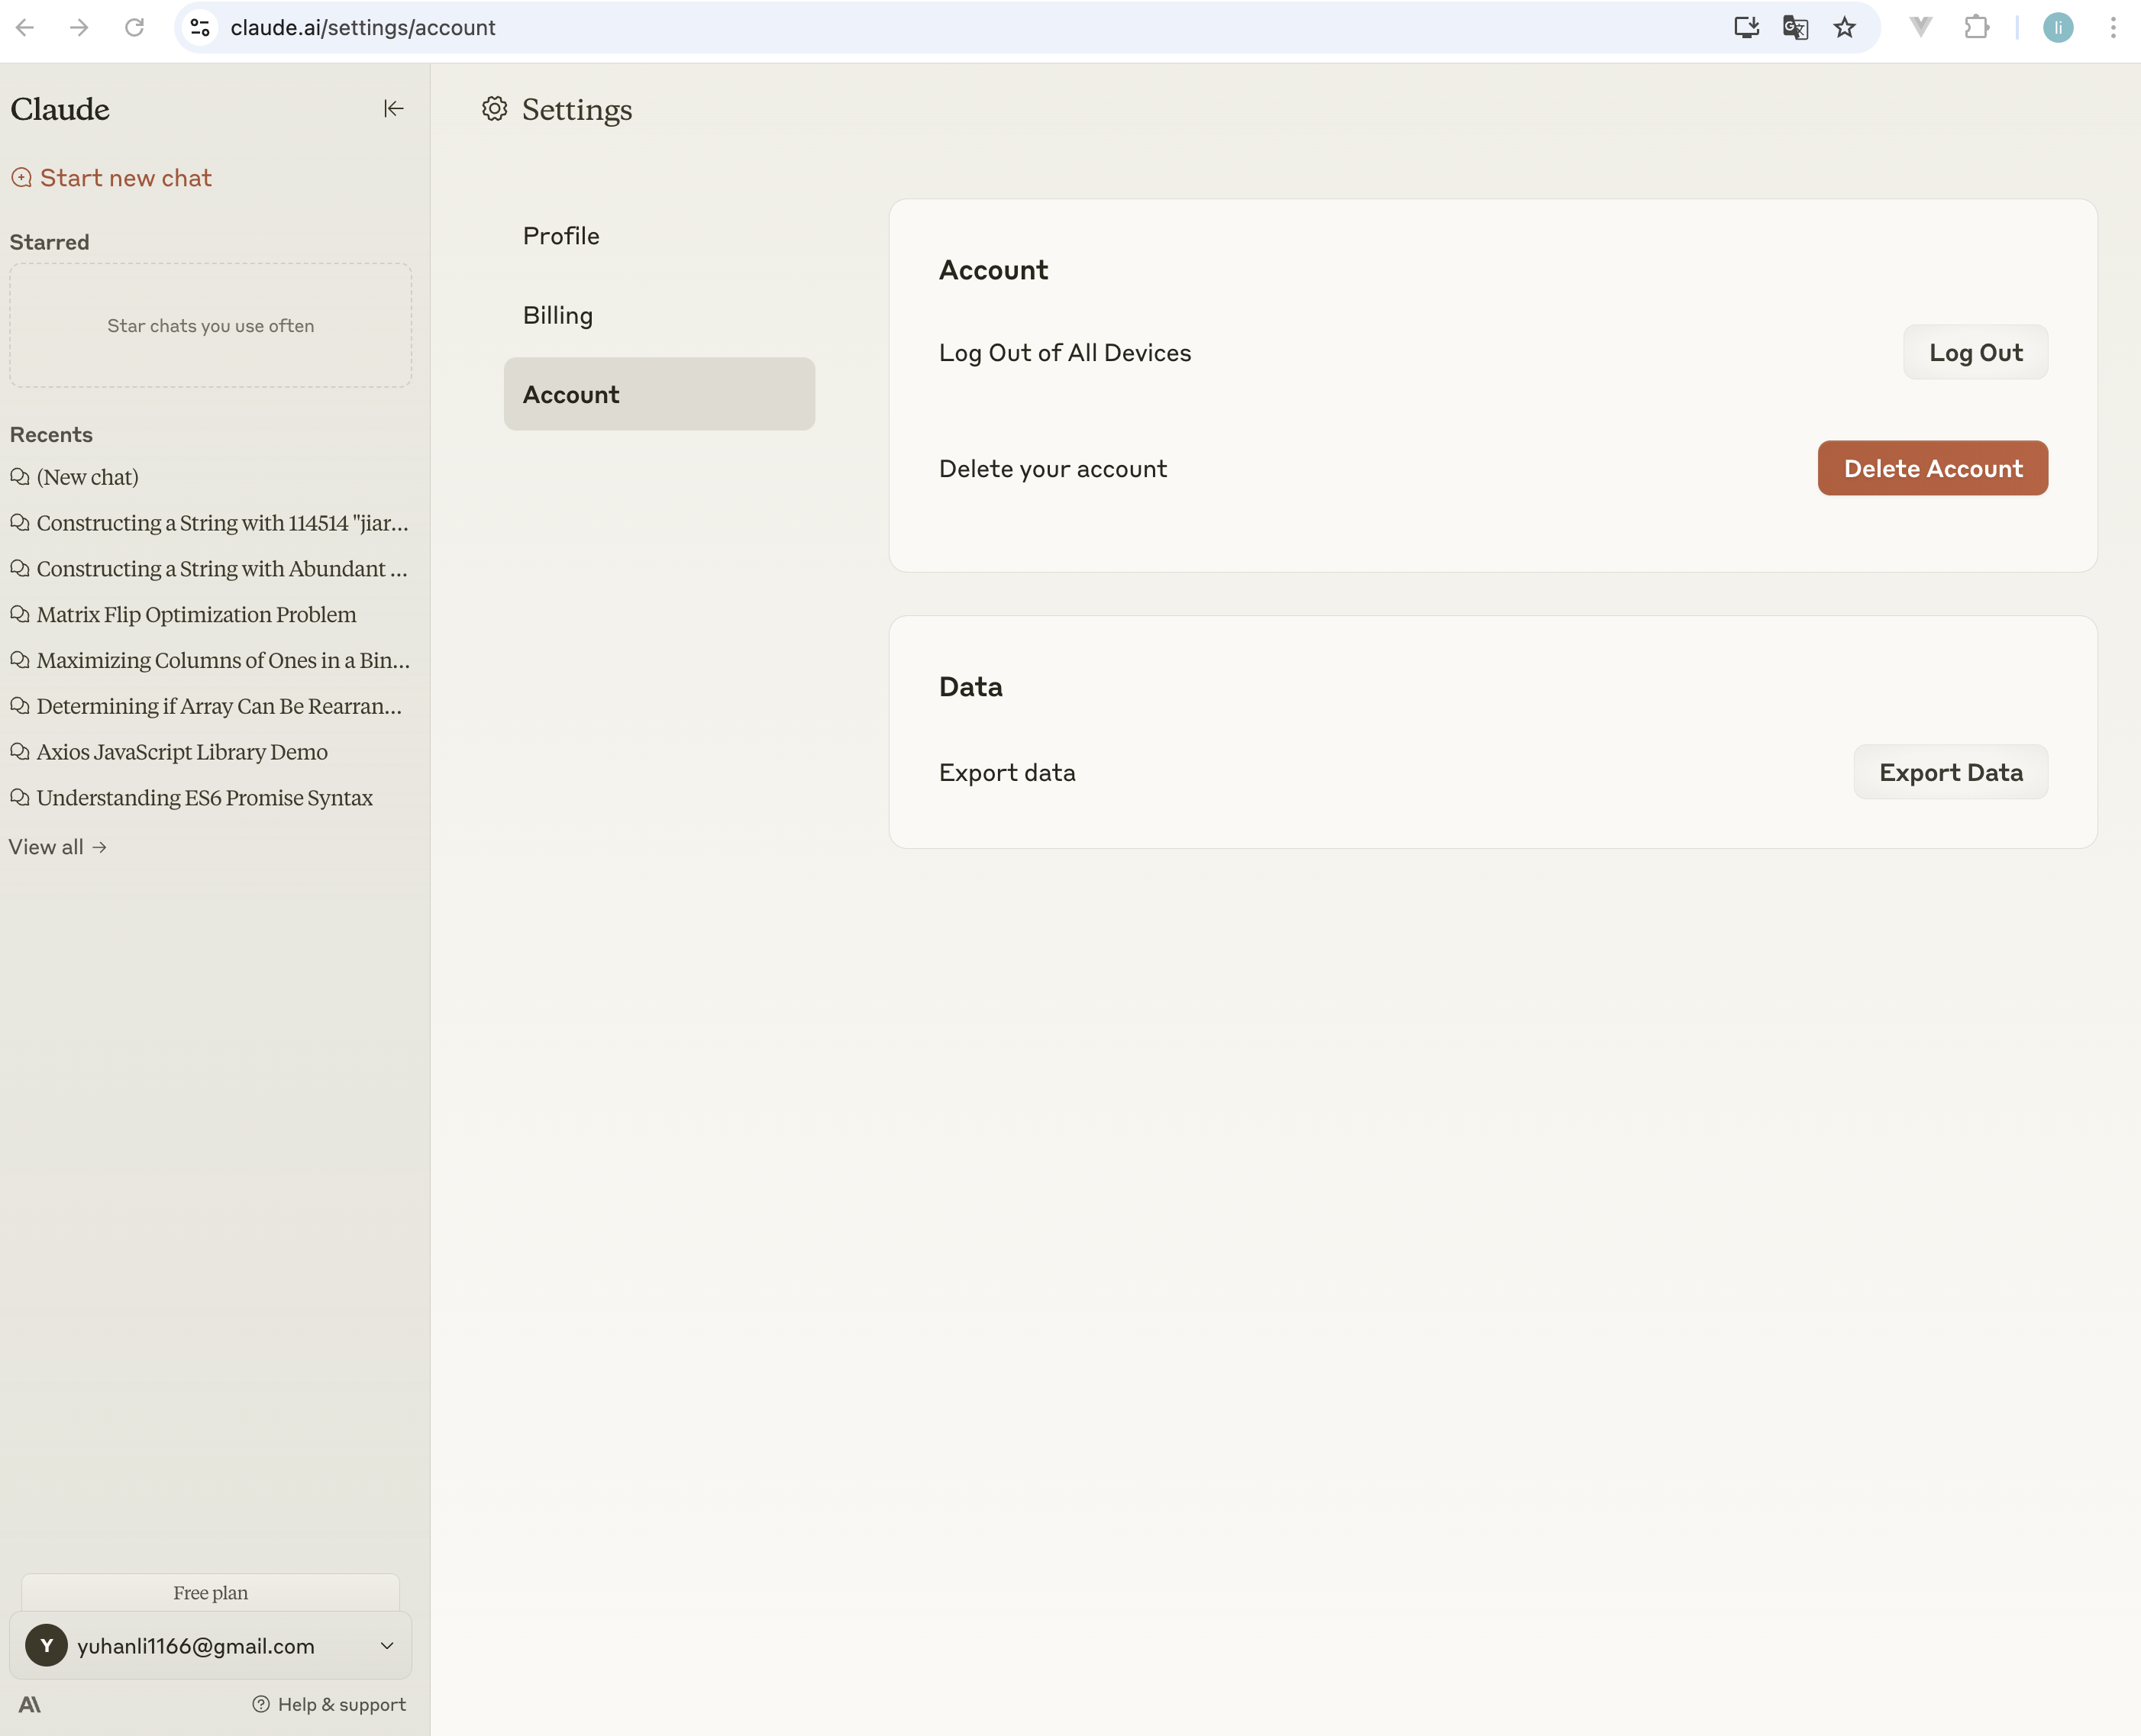 claude.ai/settings/account
li
Claude
Start new chat
Starred
Star chats you use often
Recents
(New chat)
Constructing a String with 114514 "jiar...
Constructing a String with Abundant ...
Matrix Flip Optimization Problem
Maximizing Columns of Ones in a Bin...
Determining if Array Can Be Rearran...
Axios JavaScript Library Demo
Understanding ES6 Promise Syntax
View all →
Free plan
Y yuhanli1166@gmail.com
Help & support
Settings
Profile
Billing
Account
Account
Log Out of All Devices
Log Out
Delete your account
Delete Account
Data
Export data
Export Data